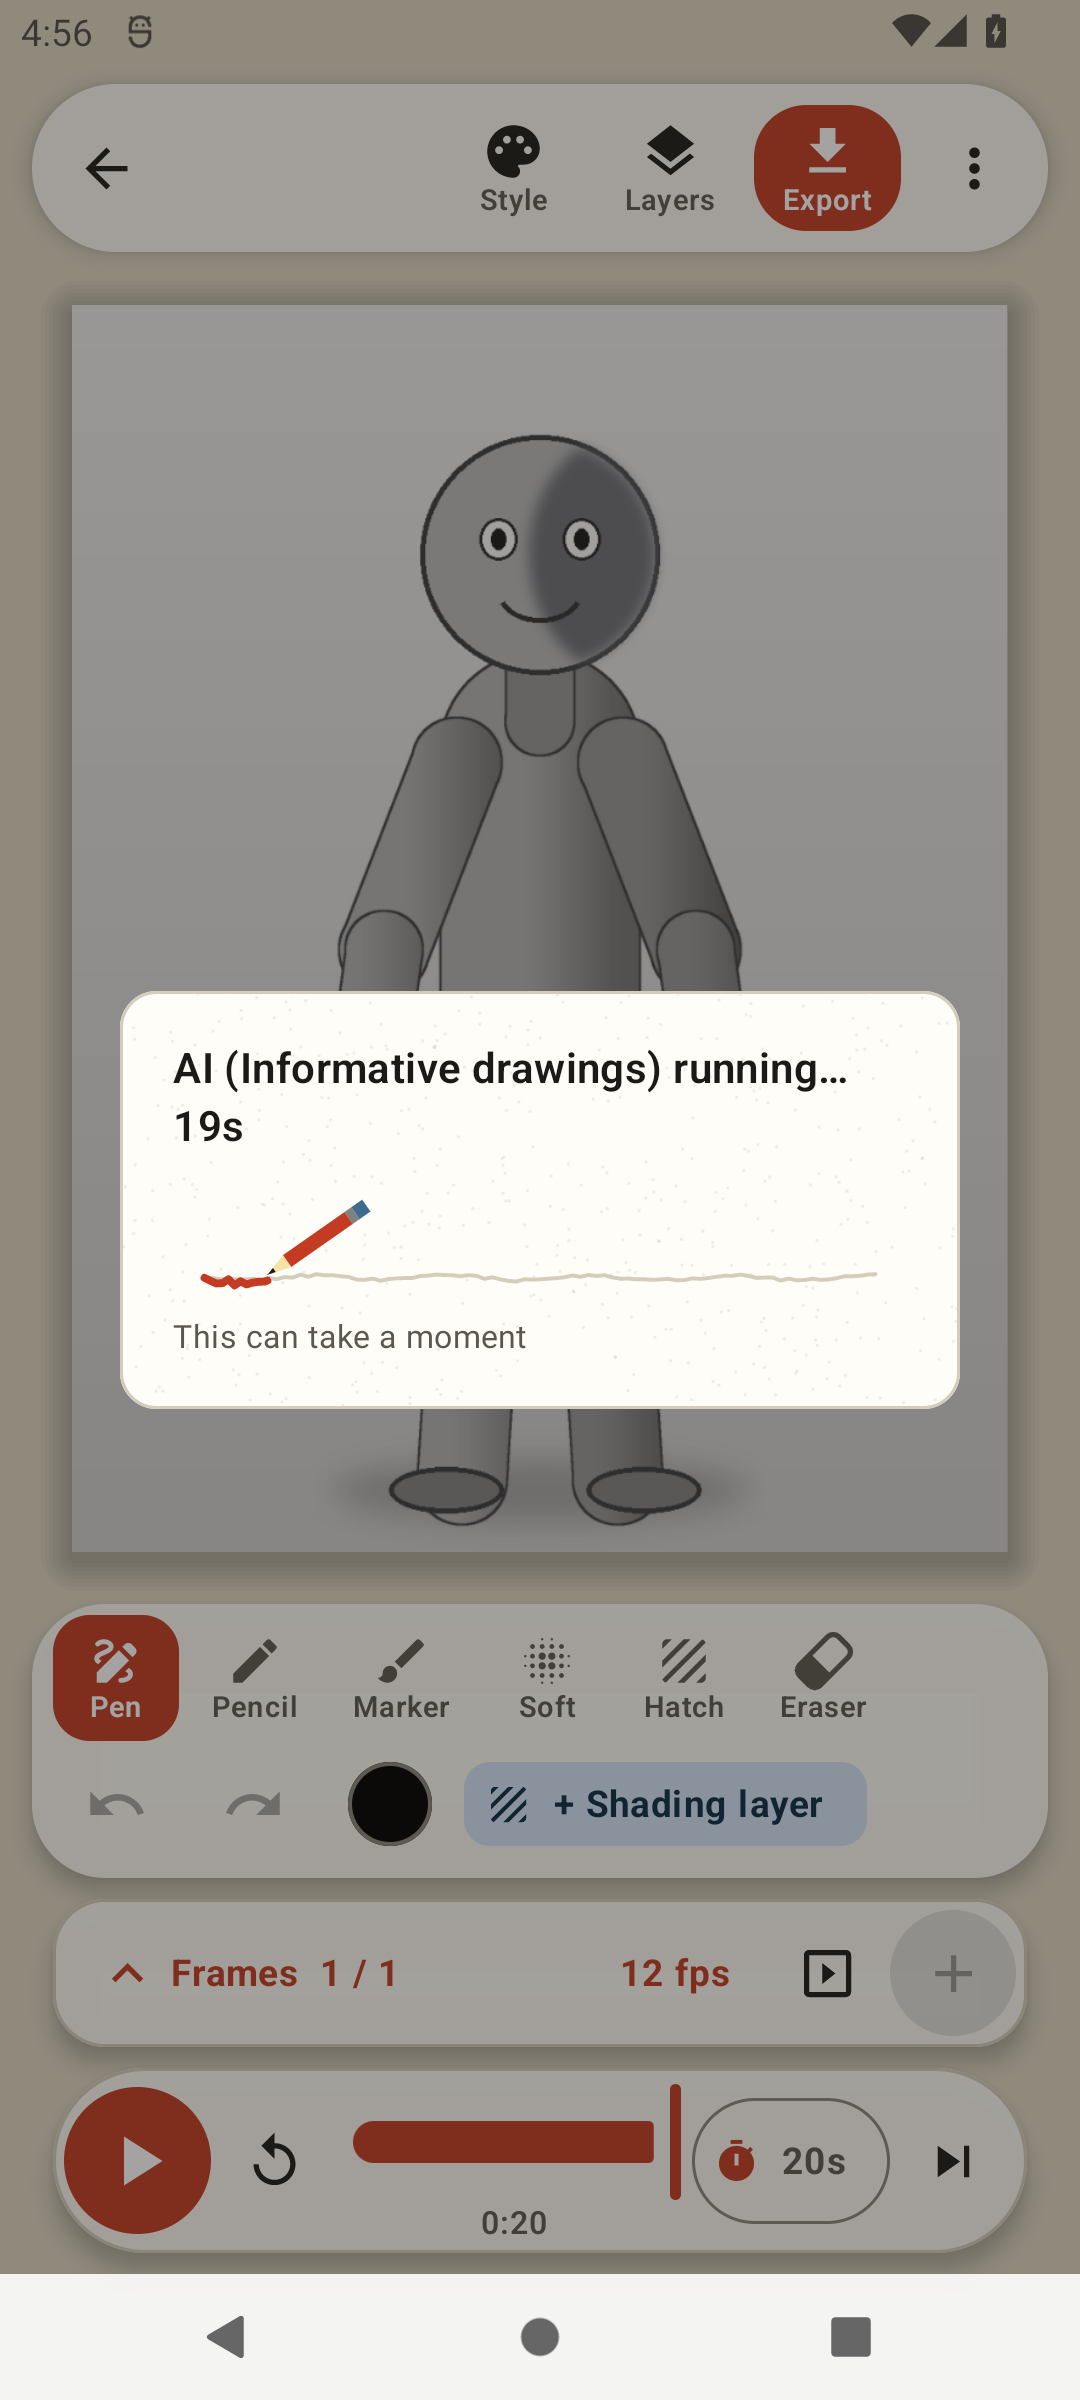 4:56
Style
Layers
Export
AI (Informative drawings) running...
19s
This can take a moment
Pen
Pencil
Marker
Soft
Hatch
Eraser
+ Shading layer
Frames 1 / 1
12 fps
20s
0:20